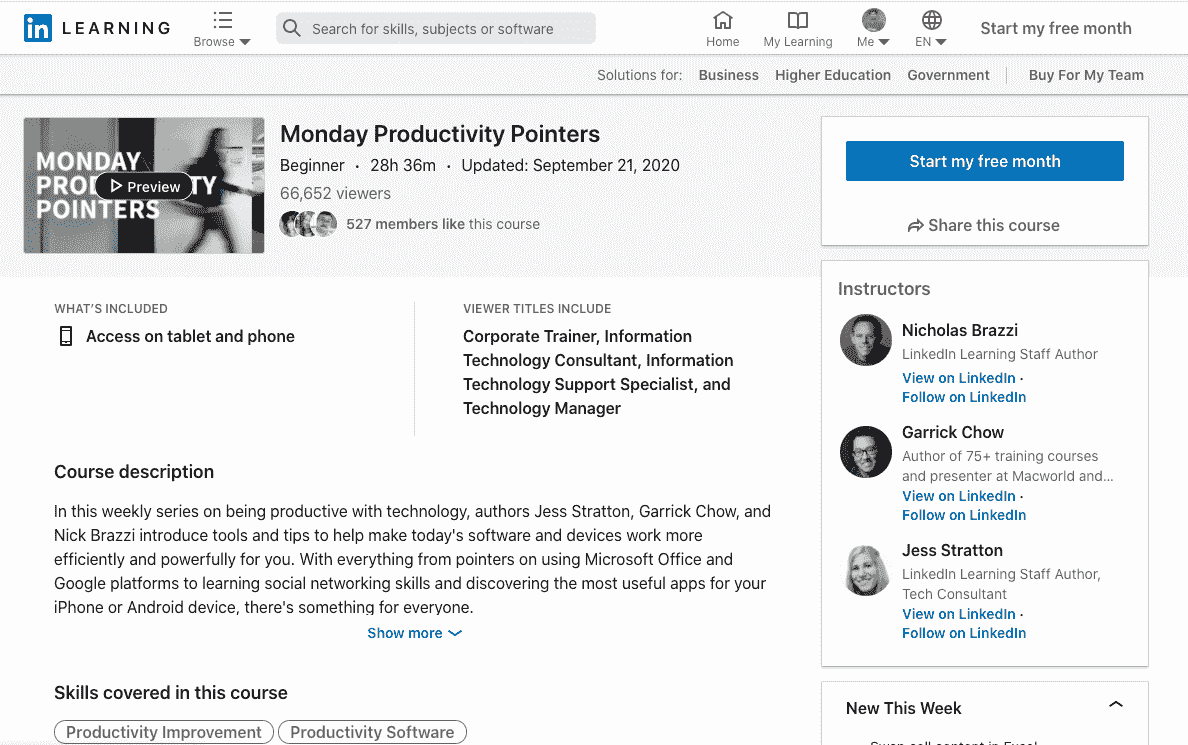 in LEARNING
Browse
Search for skills, subjects or software
Home
My Learning
Me
EN
Start my free month
Solutions for:
Business
Higher Education
Government
Buy For My Team
MONDAY
PRO
TY
POINTERS
Preview
Monday Productivity Pointers
Beginner · 28h 36m · Updated: September 21, 2020
66,652 viewers
527 members like this course
Start my free month
Share this course
WHAT'S INCLUDED
Access on tablet and phone
VIEWER TITLES INCLUDE
Corporate Trainer, Information
Technology Consultant, Information
Technology Support Specialist, and
Technology Manager
Course description
In this weekly series on being productive with technology, authors Jess Stratton, Garrick Chow, and
Nick Brazzi introduce tools and tips to help make today's software and devices work more
efficiently and powerfully for you. With everything from pointers on using Microsoft Office and
Google platforms to learning social networking skills and discovering the most useful apps for your
iPhone or Android device, there's something for everyone.
Show more
Skills covered in this course
Productivity Improvement
Productivity Software
Instructors
Nicholas Brazzi
LinkedIn Learning Staff Author
View on LinkedIn ·
Follow on LinkedIn
Garrick Chow
Author of 75+ training courses
and presenter at Macworld and...
View on LinkedIn ·
Follow on LinkedIn
Jess Stratton
LinkedIn Learning Staff Author,
Tech Consultant
View on LinkedIn ·
Follow on LinkedIn
New This Week